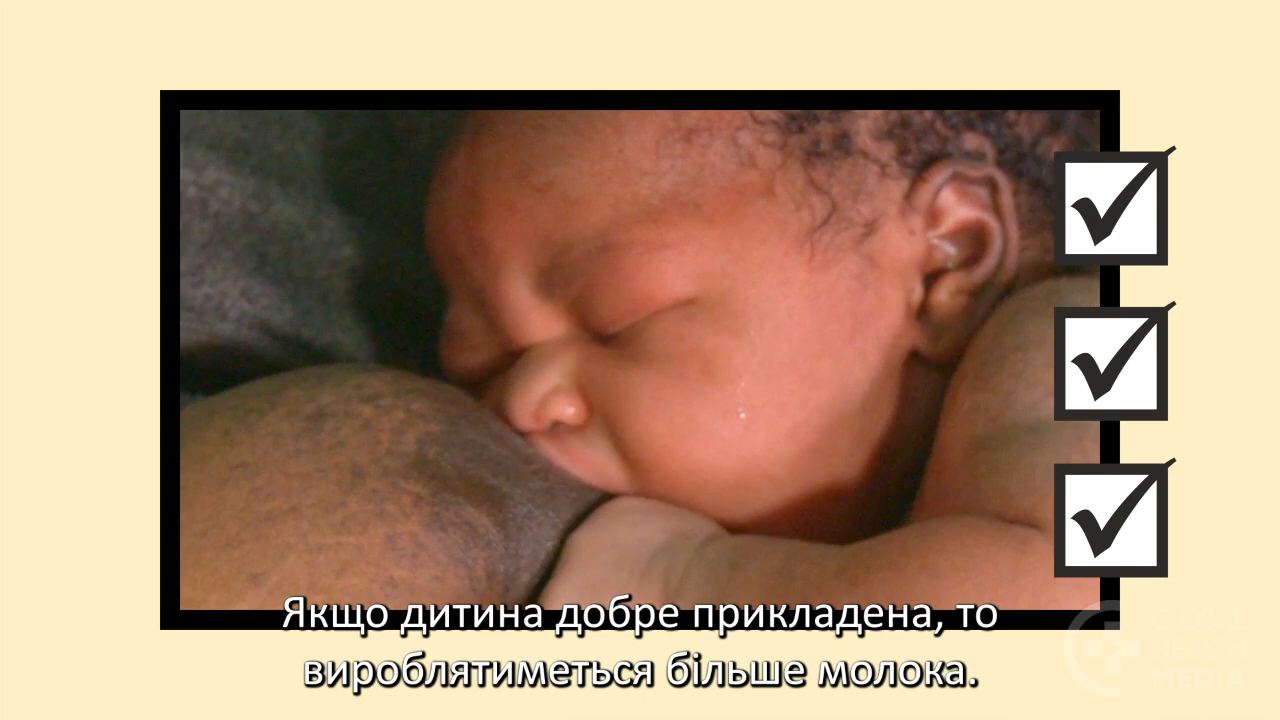 Якщо дитина добре прикладена, то
вироблятиметься більше молока.
GLOBAL
HEALTH
MEDIA